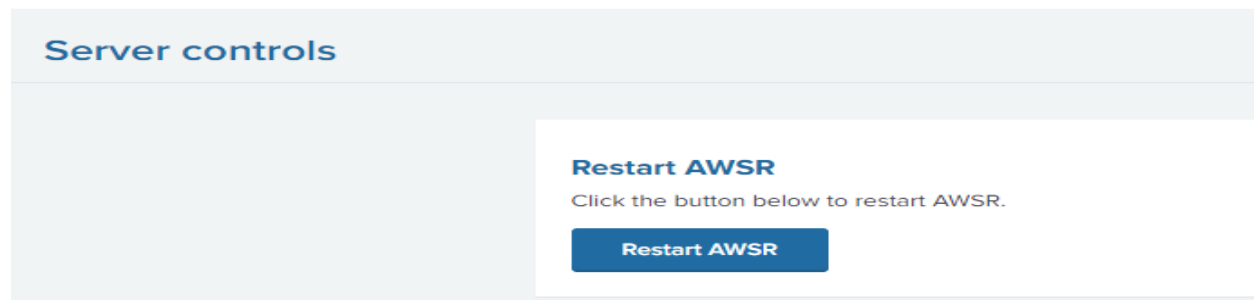 Server controls
Restart AWSR
Click the button below to restart AWSR.
Restart AWSR